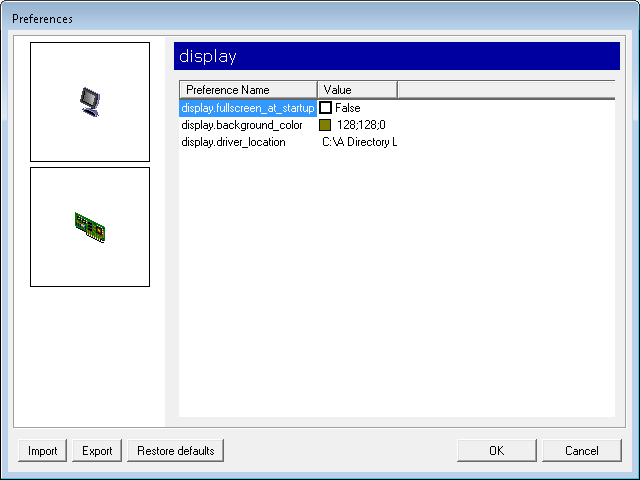 Preferences
display
Preference Name Value
display.fullscreen_at_startup False
display.background_color 128;128;0
display.driver_location C:\A Directory L
Import Export Restore defaults OK Cancel